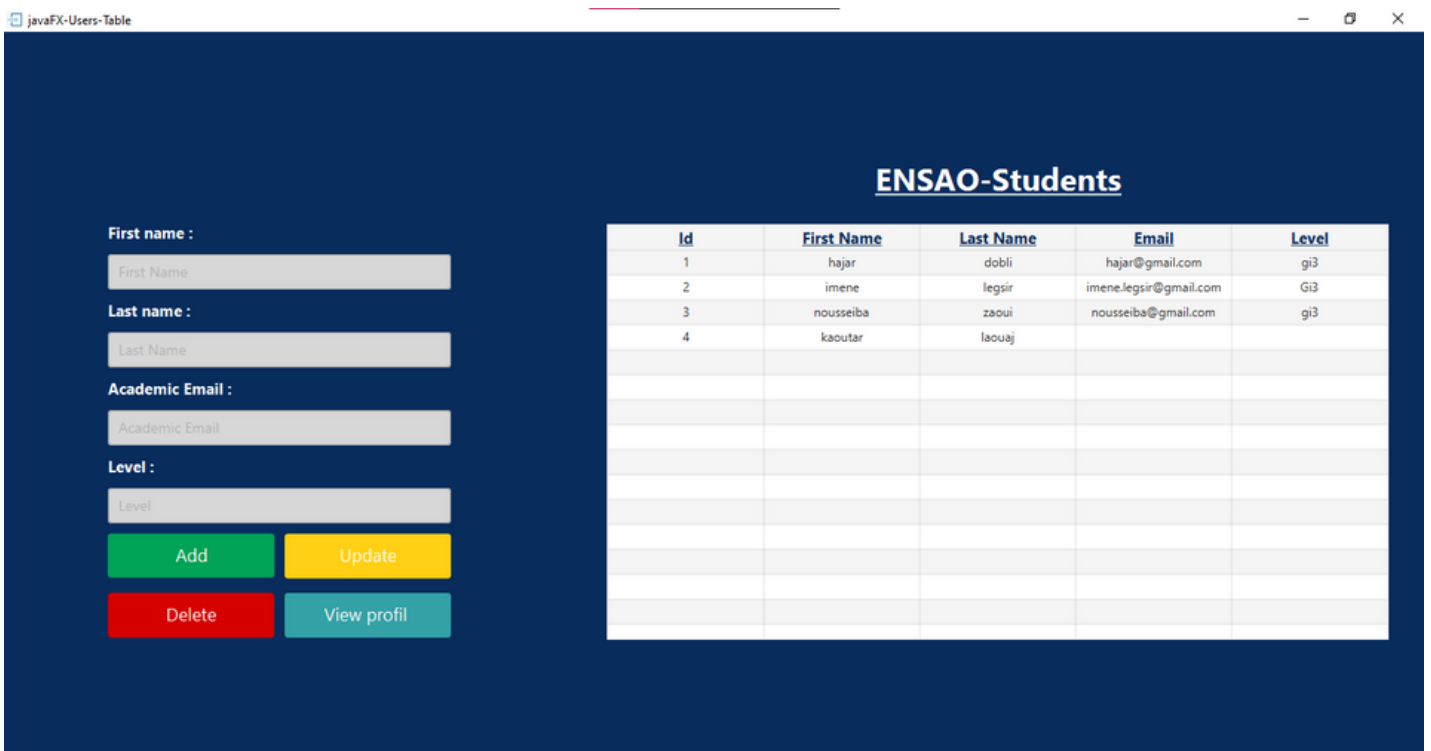 javaFX-Users-Table
First name :
First Name
Last name :
Last Name
Academic Email :
Academic Email
Level :
Level
Add Update
Delete View profil
ENSAO-Students
Id First Name Last Name Email Level
1 hajar dobli hajar@gmail.com gi3
2 imene legsir imene.legsir@gmail.com Gi3
3 nousseiba zaoui nousseiba@gmail.com gi3
4 kaoutar laouaj